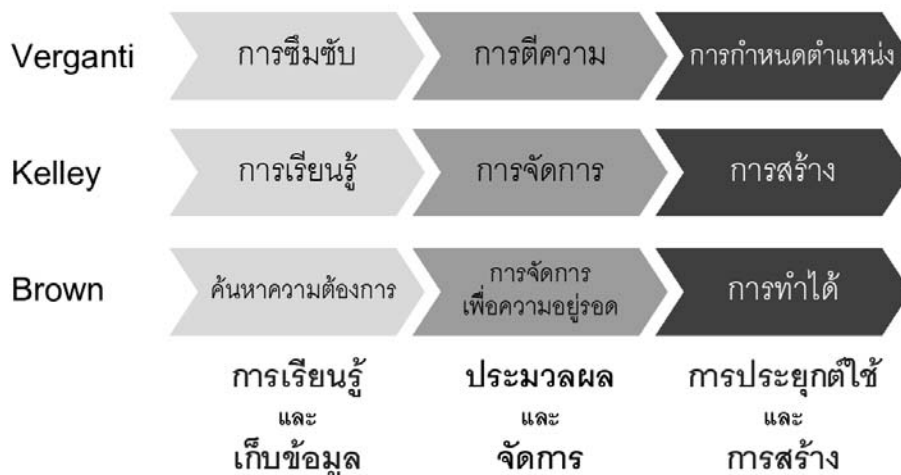 Verganti
การซึมซับ
การตีความ
การกำหนดตำแหน่ง
Kelley
การเรียนรู้
การจัดการ
การสร้าง
Brown
ค้นหาความต้องการ
การจัดการ
เพื่อความอยู่รอด
การทำได้
การเรียนรู้
และ
เก็บข้อมูล
ประมวลผล
และ
จัดการ
การประยุกต์ใช้
และ
การสร้าง